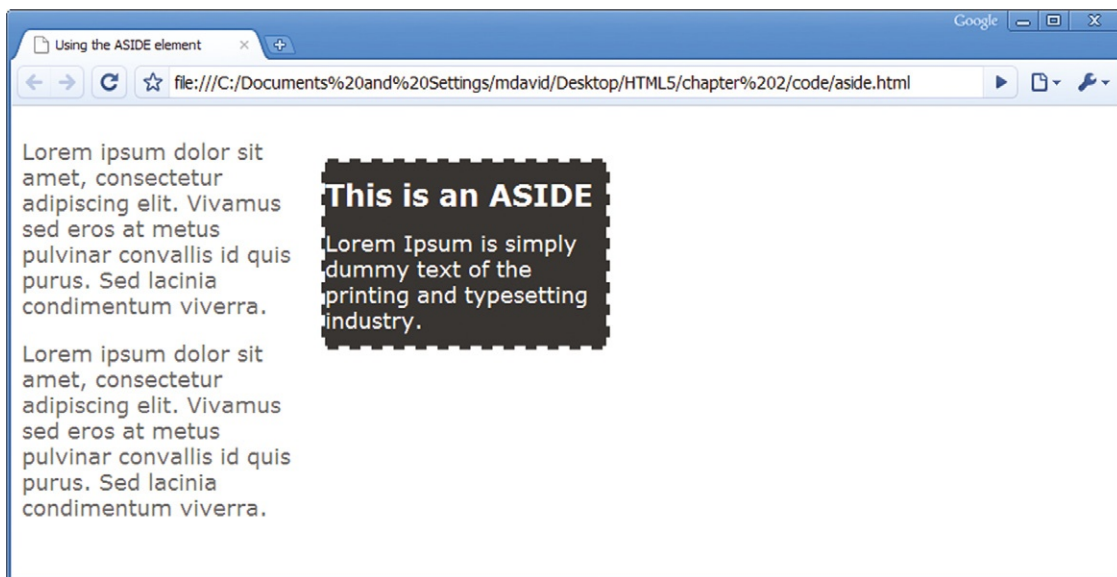 Google
Using the ASIDE element
file:///C:/Documents%20and%20Settings/mdavid/Desktop/HTML5/chapter%202/code/aside.html
Lorem ipsum dolor sit
amet, consectetur
adipiscing elit. Vivamus
sed eros at metus
pulvinar convallis id quis
purus. Sed lacinia
condimentum viverra.
Lorem ipsum dolor sit
amet, consectetur
adipiscing elit. Vivamus
sed eros at metus
pulvinar convallis id quis
purus. Sed lacinia
condimentum viverra.
This is an ASIDE
Lorem Ipsum is simply
dummy text of the
printing and typesetting
industry.